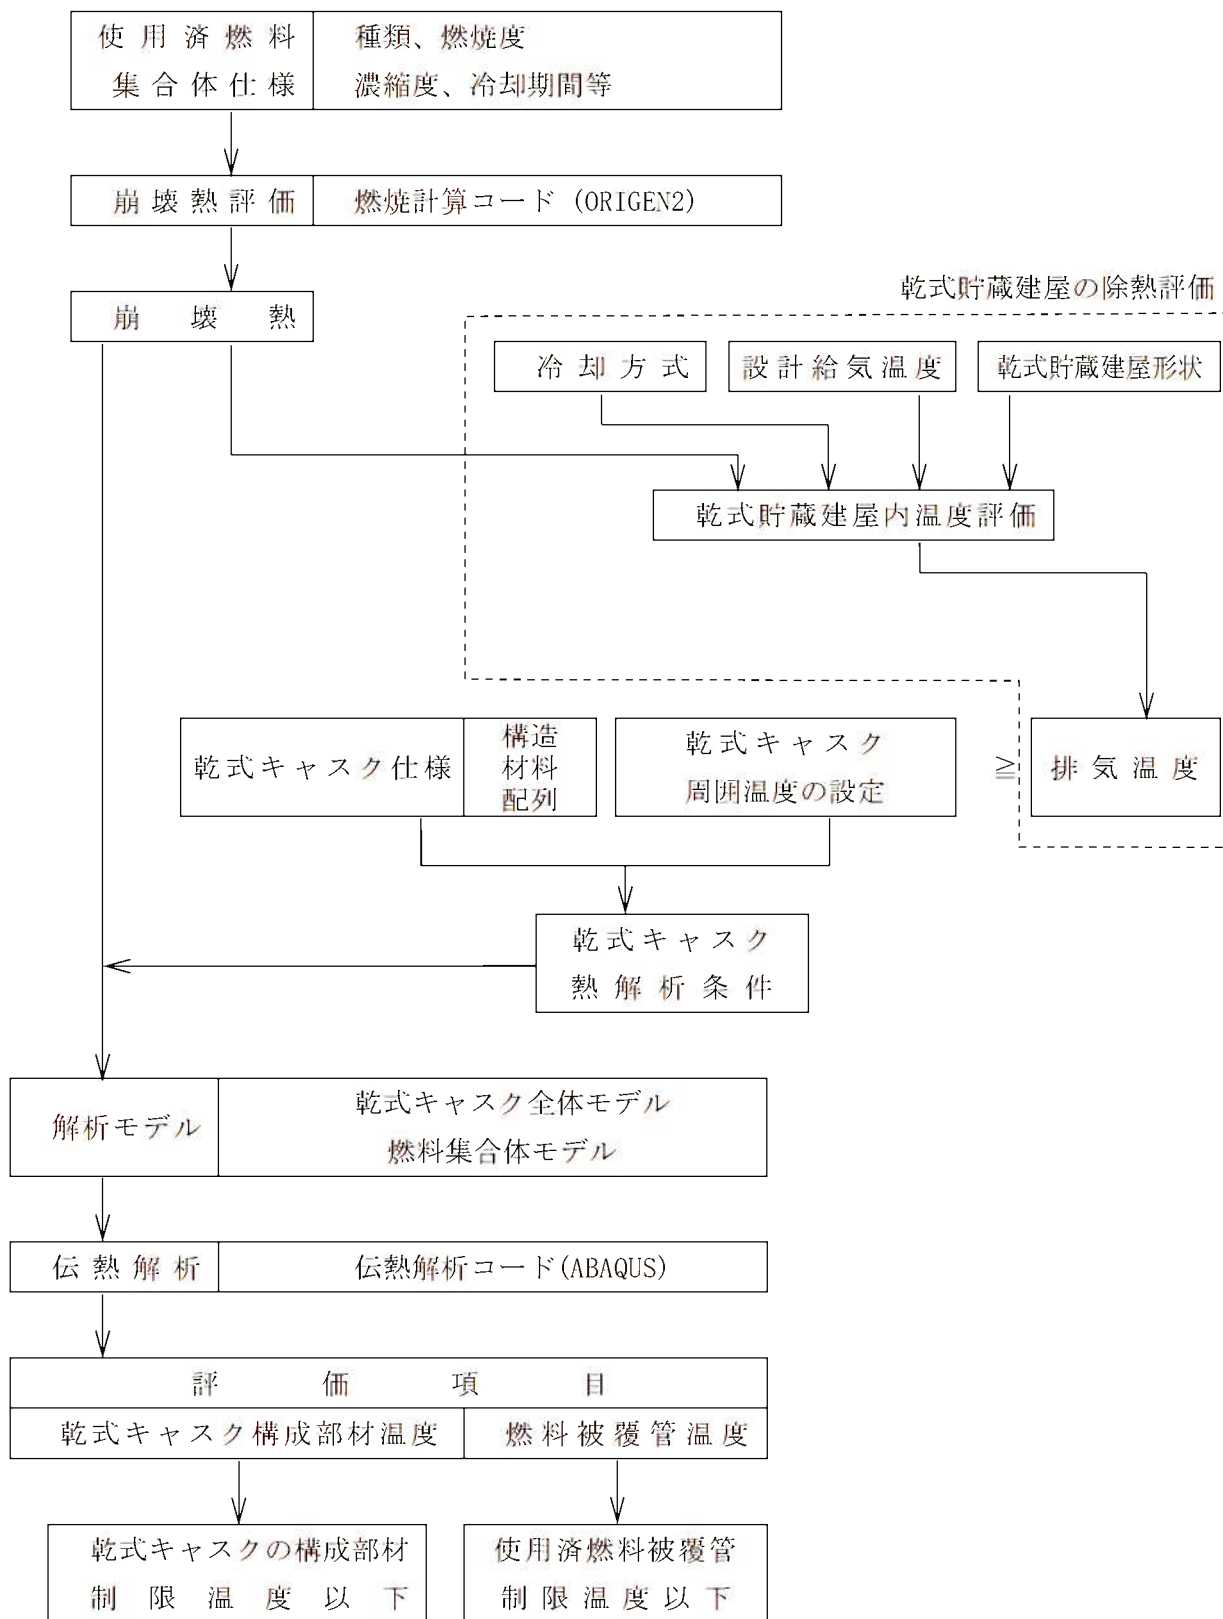 使用済燃料
集合体仕様
種類、燃焼度
濃縮度、冷却期間等
崩壊熱評価
燃焼計算コード (ORIGEN2)
崩壊熱
乾式貯蔵建屋の除熱評価
冷却方式
設計給気温度
乾式貯蔵建屋形状
乾式貯蔵建屋内温度評価
乾式キャスク仕様
構造
材料
配列
乾式キャスク
周囲温度の設定
≧
排気温度
乾式キャスク
熱解析条件
解析モデル
乾式キャスク全体モデル
燃料集合体モデル
伝熱解析
伝熱解析コード(ABAQUS)
評価項目
乾式キャスク構成部材温度
燃料被覆管温度
乾式キャスクの構成部材
制限温度以下
使用済燃料被覆管
制限温度以下